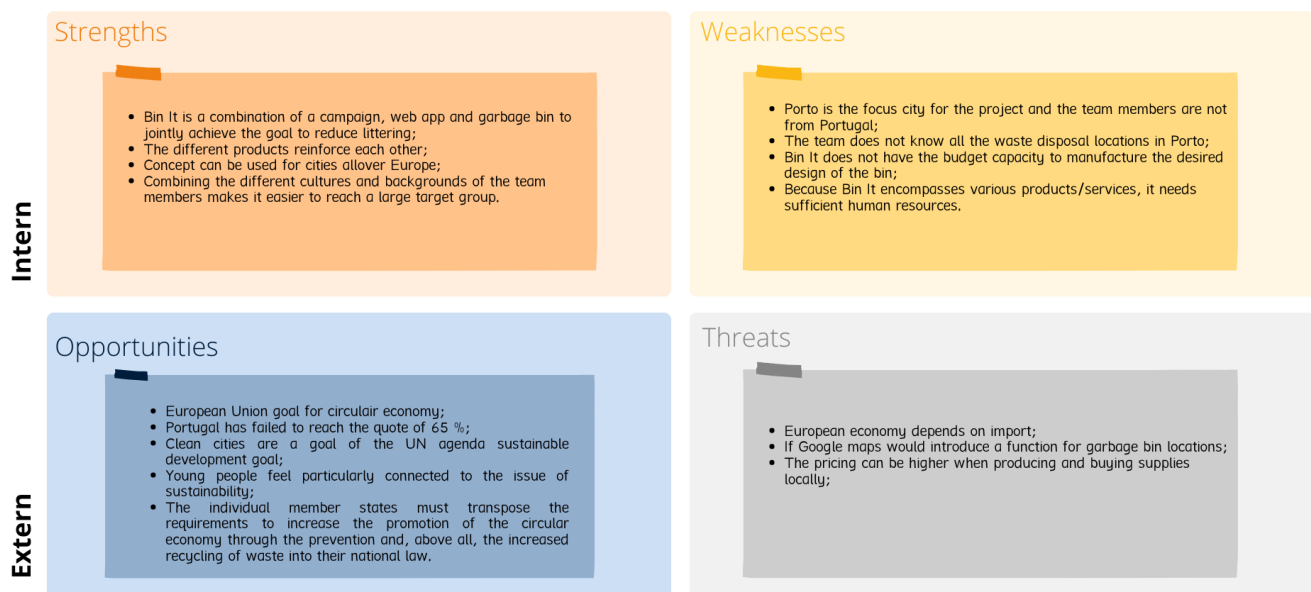 Strengths
• Bin It is a combination of a campaign, web app and garbage bin to
jointly achieve the goal to reduce littering;
• The different products reinforce each other;
• Concept can be used for cities allover Europe;
• Combining the different cultures and backgrounds of the team
members makes it easier to reach a large target group.
Weaknesses
• Porto is the focus city for the project and the team members are not
from Portugal;
• The team does not know all the waste disposal locations in Porto;
• Bin It does not have the budget capacity to manufacture the desired
design of the bin;
• Because Bin It encompasses various products/services, it needs
sufficient human resources.
Intern
Opportunities
• European Union goal for circulair economy;
• Portugal has failed to reach the quote of 65 %;
• Clean cities are a goal of the UN agenda sustainable
development goal;
• Young people feel particularly connected to the issue of
sustainability;
• The individual member states must transpose the
requirements to increase the promotion of the circular
economy through the prevention and, above all, the increased
recycling of waste into their national law.
Threats
• European economy depends on import;
• If Google maps would introduce a function for garbage bin locations;
• The pricing can be higher when producing and buying supplies
locally;
Extern